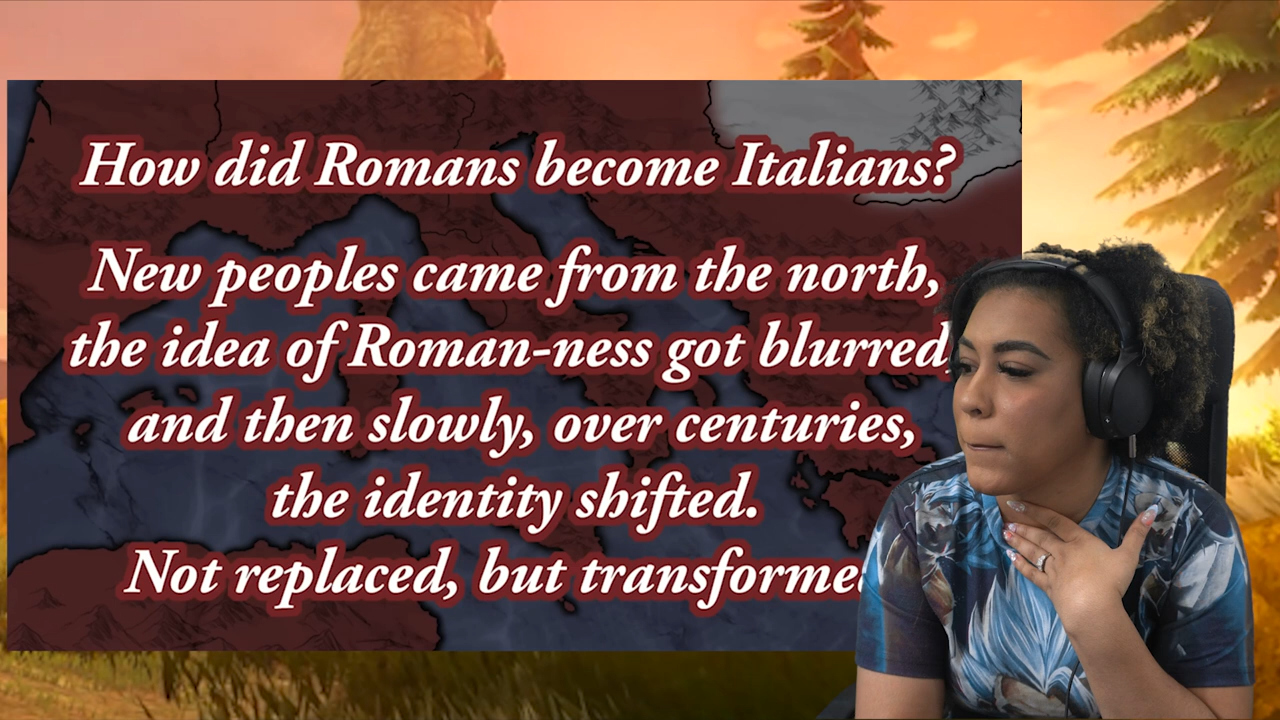 How did Romans become Italians?
New peoples came from the north,
the idea of Roman-ness got blurred,
and then slowly, over centuries,
the identity shifted.
Not replaced, but